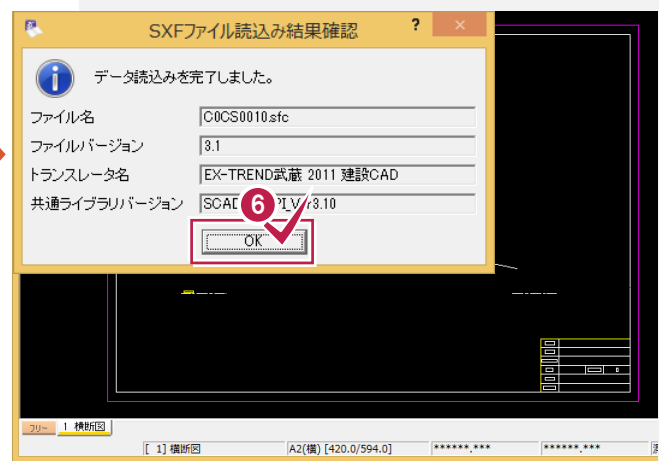 SXFファイル読込み結果確認 ?
データ読込みを完了しました。
ファイル名 C0CS0010.sfc
ファイルバージョン 3.1
トランスレータ名 EX-TREND武蔵 2011 建設CAD
共通ライブラリバージョン
6
OK
フリー 1 横断図
[ 1] 横断図 A2(横) [420.0/594.0] ******.*** ******.***